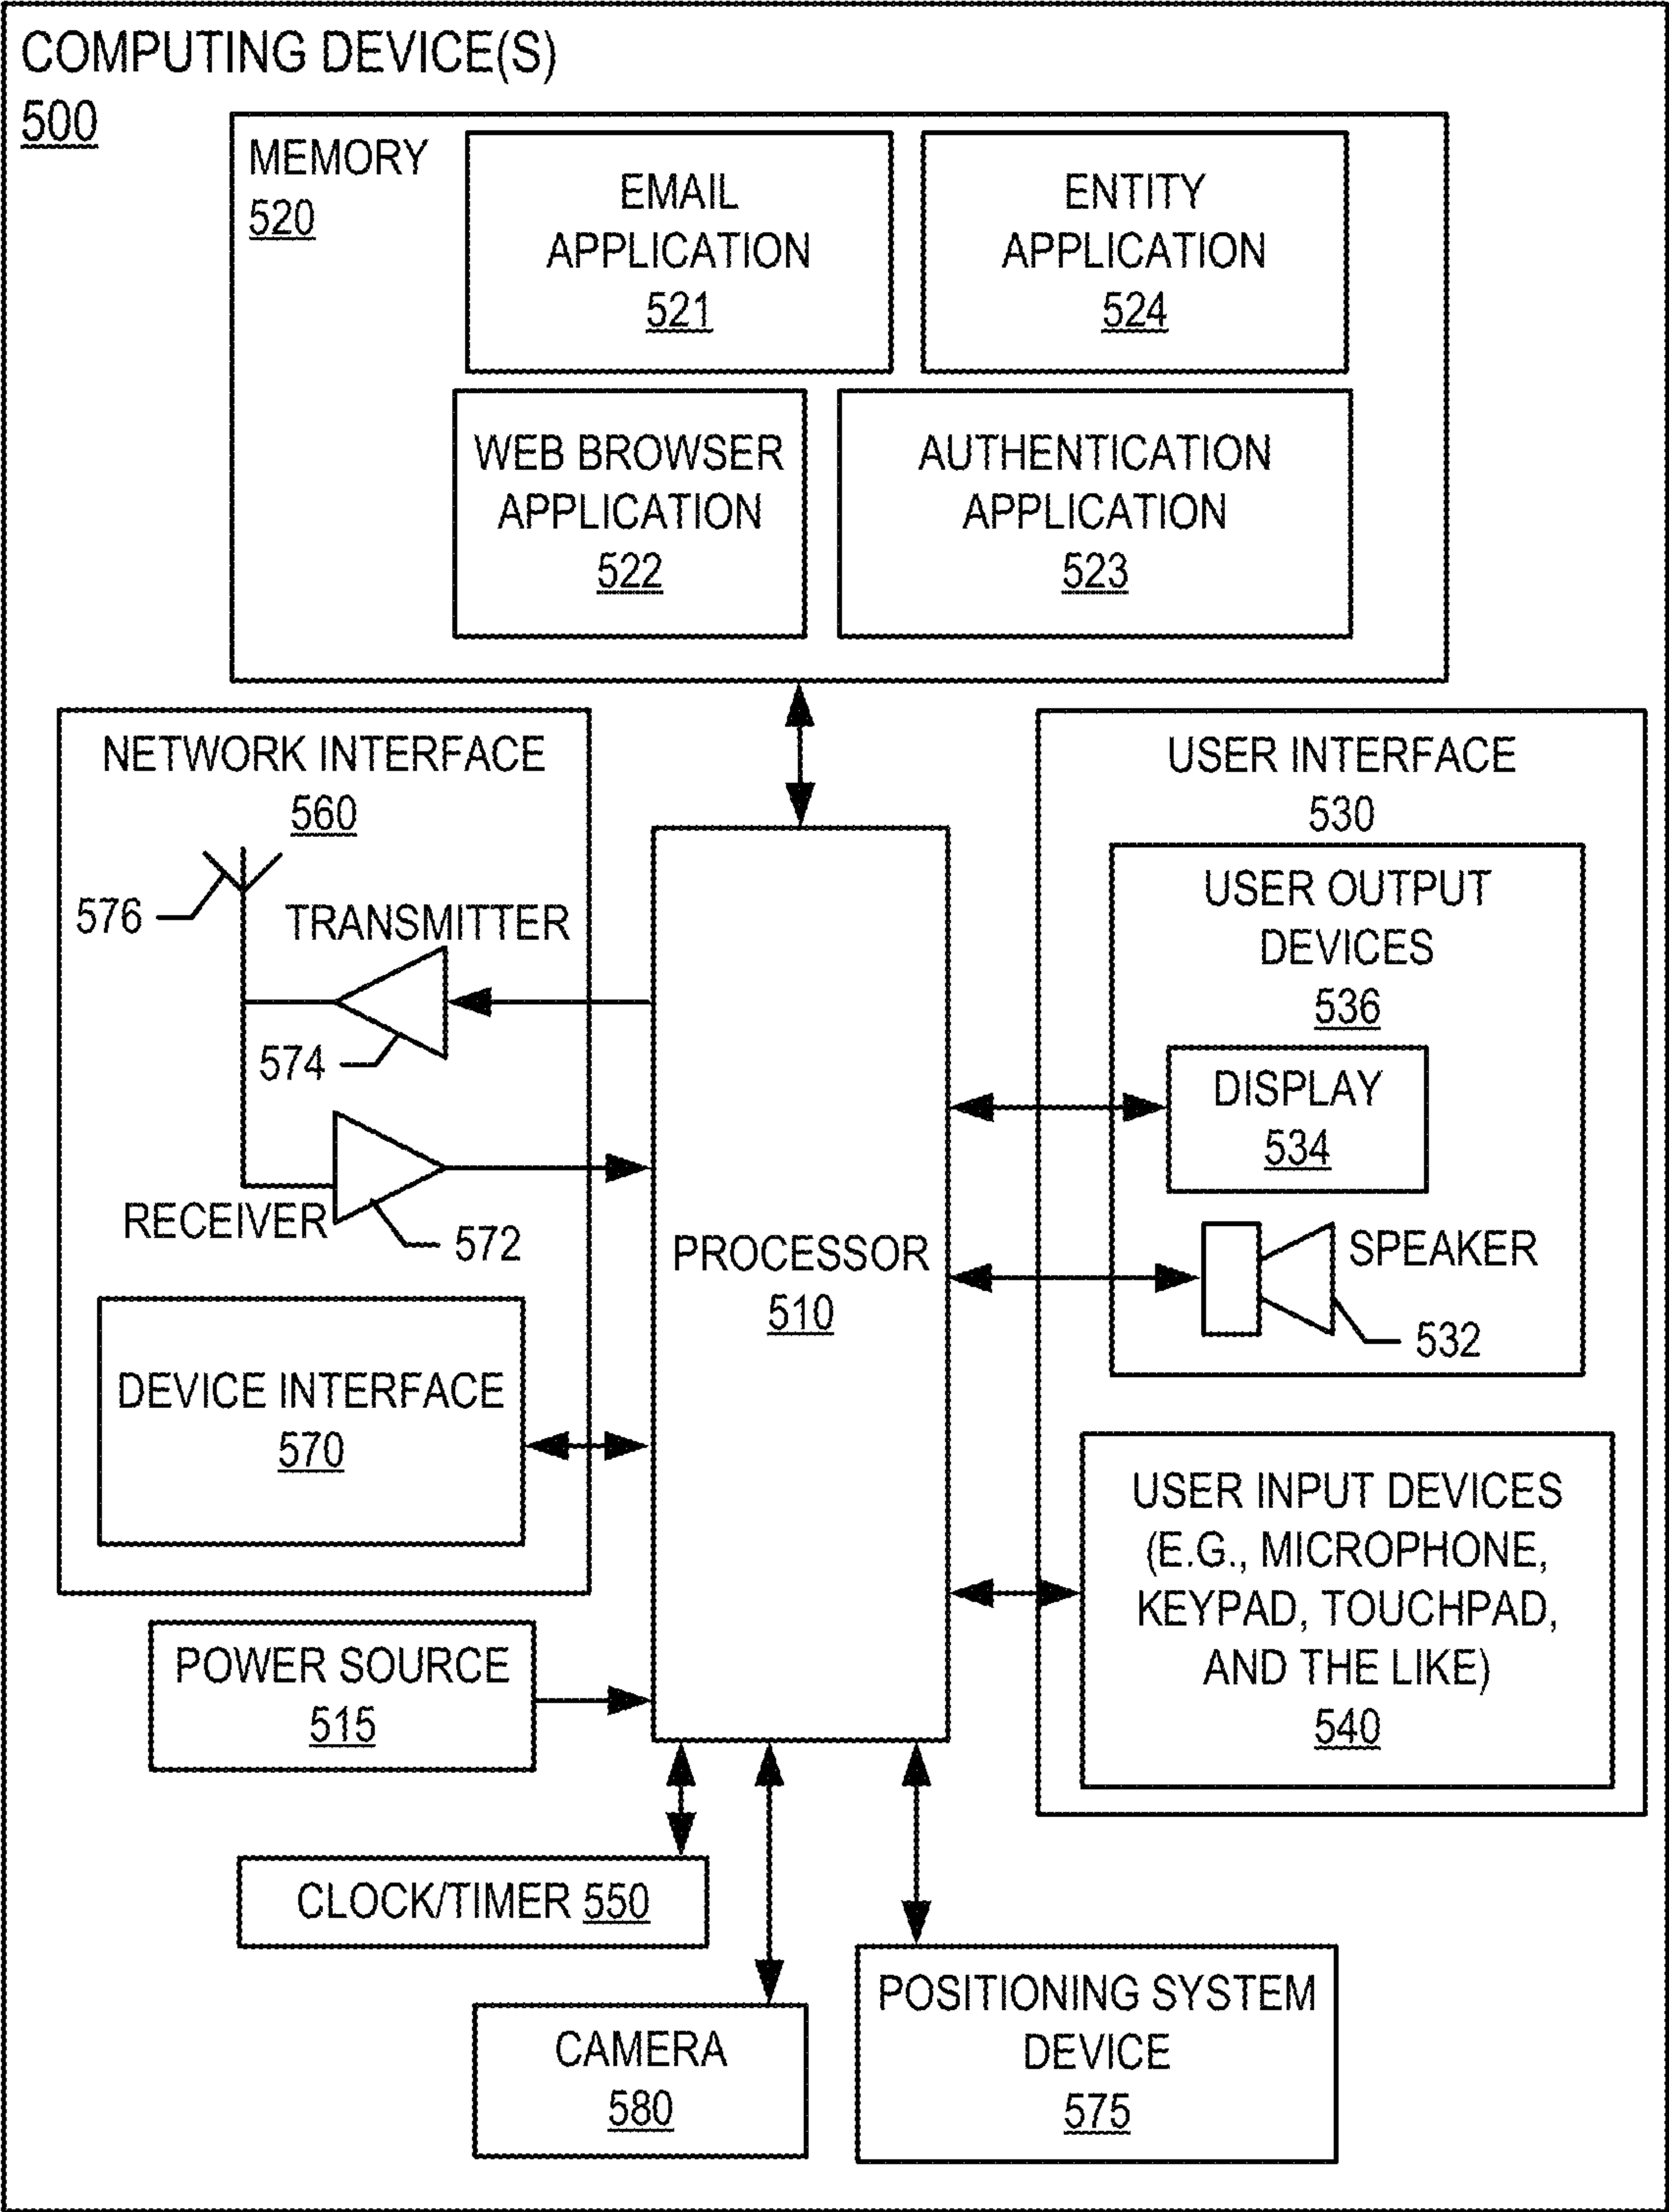 COMPUTING DEVICE(S)
500
MEMORY
520
EMAIL
APPLICATION
521
ENTITY
APPLICATION
524
WEB BROWSER
APPLICATION
522
AUTHENTICATION
APPLICATION
523
NETWORK INTERFACE
560
576
TRANSMITTER
574
RECEIVER
572
DEVICE INTERFACE
570
PROCESSOR
510
USER INTERFACE
530
USER OUTPUT
DEVICES
536
DISPLAY
534
SPEAKER
532
USER INPUT DEVICES
(E.G., MICROPHONE,
KEYPAD, TOUCHPAD,
AND THE LIKE)
540
POWER SOURCE
515
CLOCK/TIMER 550
CAMERA
580
POSITIONING SYSTEM
DEVICE
575